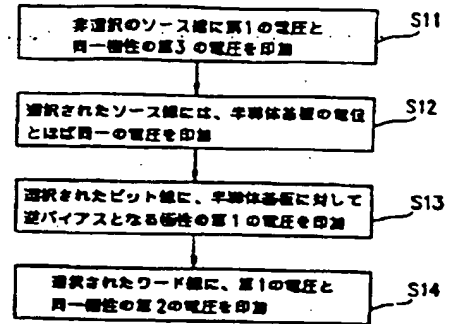 非選択のソース線に第1の電圧と
S11
同一極性の第3の電圧を印加
選択されたソース線には、半導体基板の電位
S12
とほぼ同一の電圧を印加
選択されたビット線に、半導体基板に対して
S13
逆バイアスとなる極性の第1の電圧を印加
選択されたワード線に、第1の電圧と
S14
同一極性の第2の電圧を印加